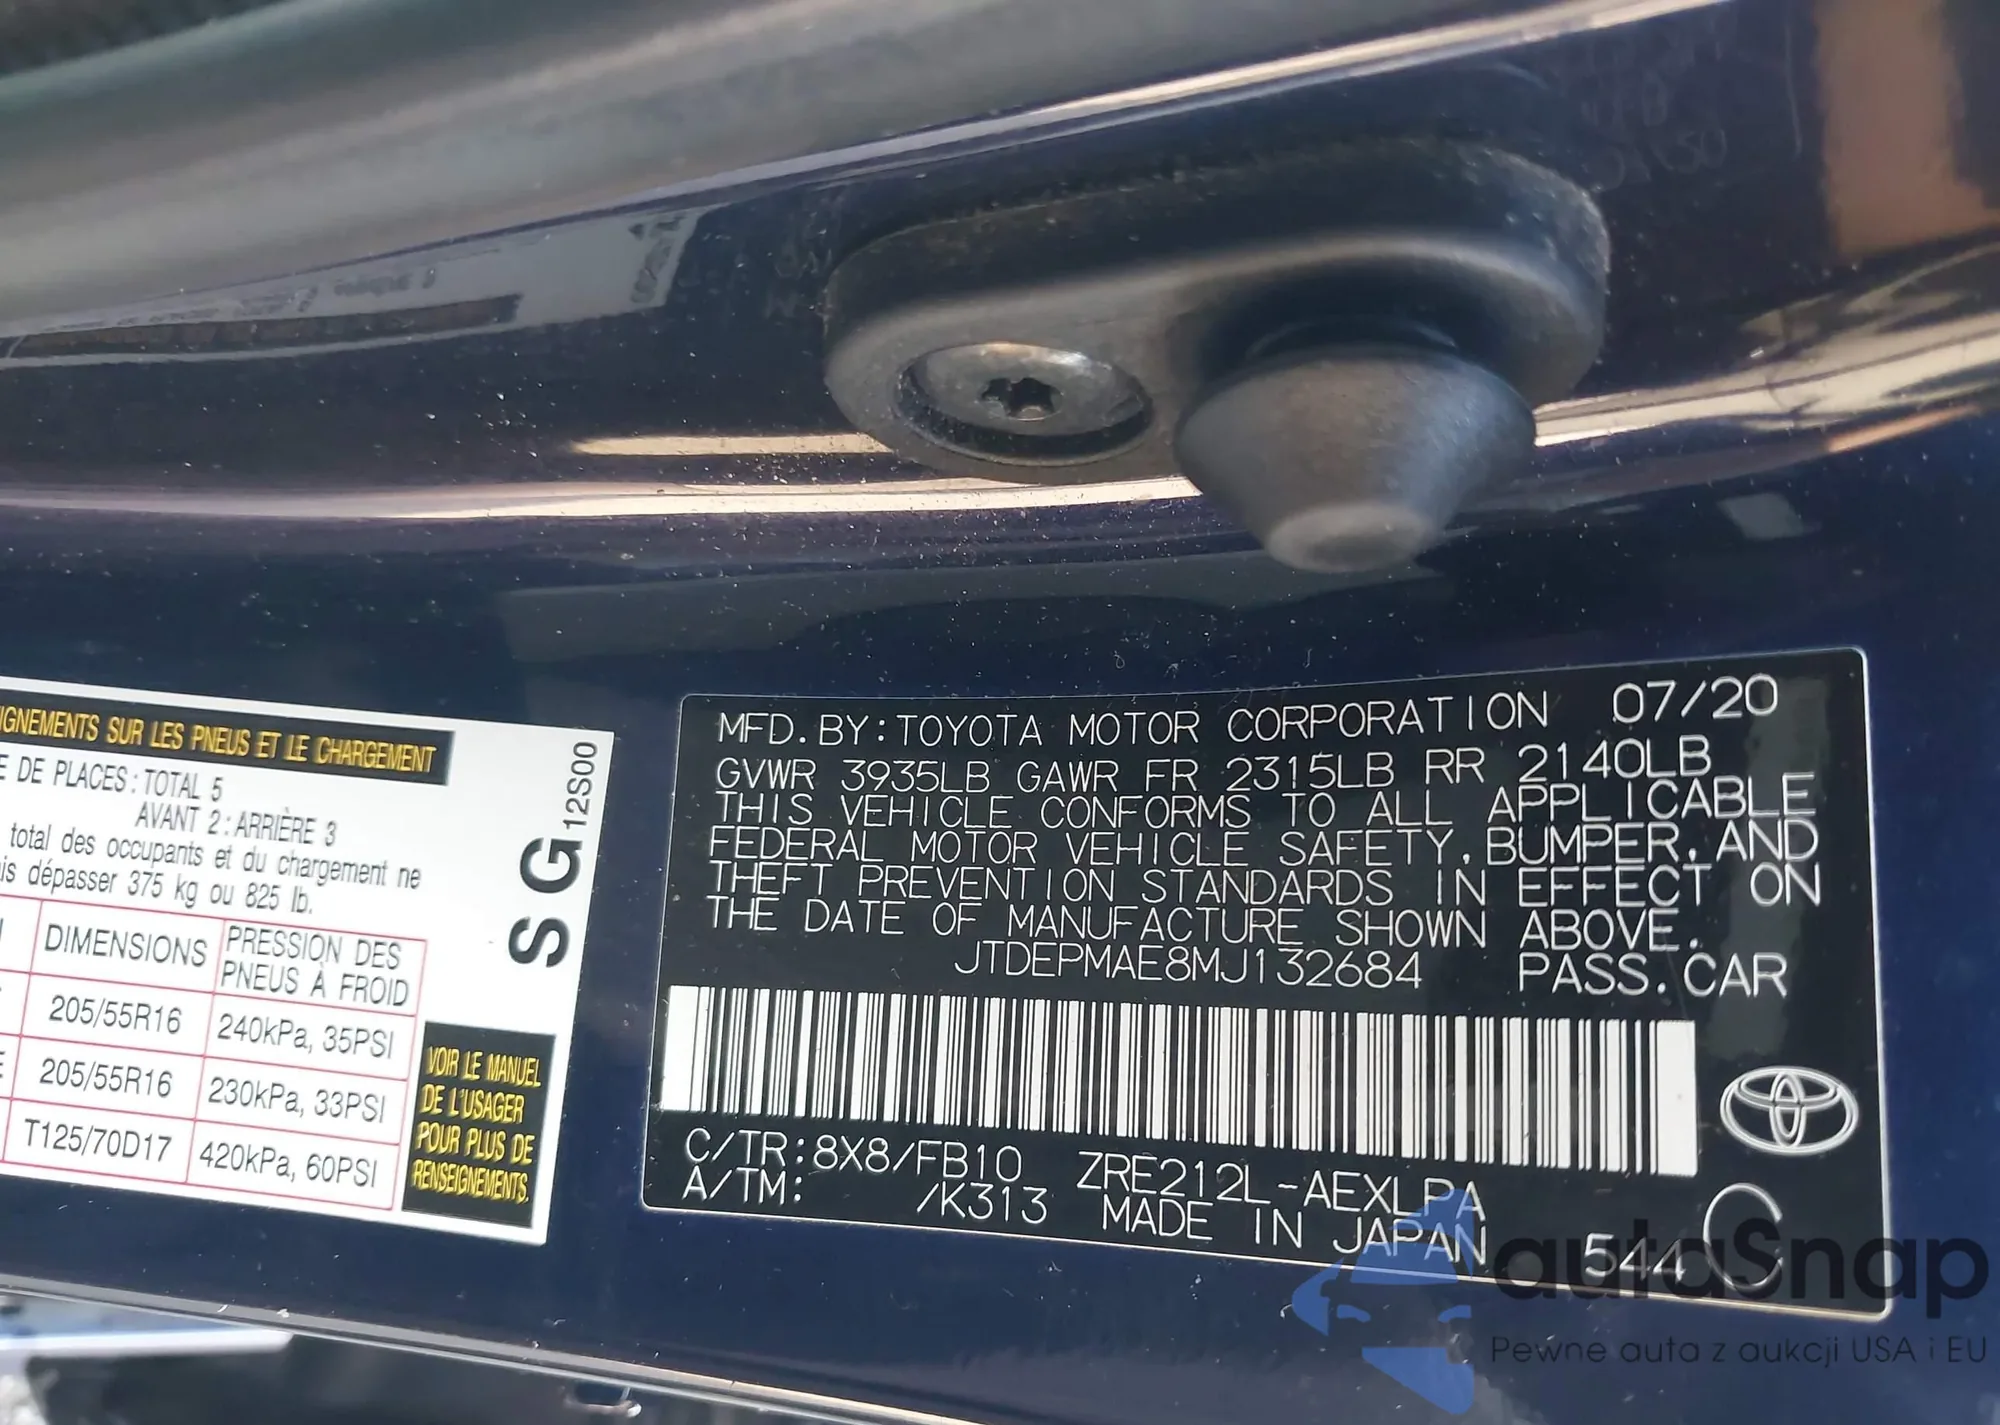 IGNEMENTS SUR LES PNEUS ET LE CHARGEMENT
E DE PLACES: TOTAL 5
AVANT 2: ARRIÈRE 3
total des occupants et du chargement ne
is dépasser 375 kg ou 825 lb.
DIMENSIONS PRESSION DES PNEUS À FROID
205/55R16 240kPa, 35PSI
205/55R16 230kPa, 33PSI
T125/70D17 420kPa, 60PSI
VOIR LE MANUEL
DE L'USAGER
POUR PLUS DE
RENSEIGNEMENTS.
SG 12S00
MFD. BY: TOYOTA MOTOR CORPORATION 07/20
GVWR 3935LB GAWR FR 2315LB RR 2140LB
THIS VEHICLE CONFORMS TO ALL APPLICABLE
FEDERAL MOTOR VEHICLE SAFETY, BUMPER, AND
THEFT PREVENTION STANDARDS IN EFFECT ON
THE DATE OF MANUFACTURE SHOWN ABOVE.
JTDEPMAE8MJ132684 PASS. CAR
C/TR: 8X8/FB10 ZRE212L-AEXLPA
A/TM: /K313 MADE IN JAPAN 544 C
autoSnap
Pewne auta z aukcji USA i EU